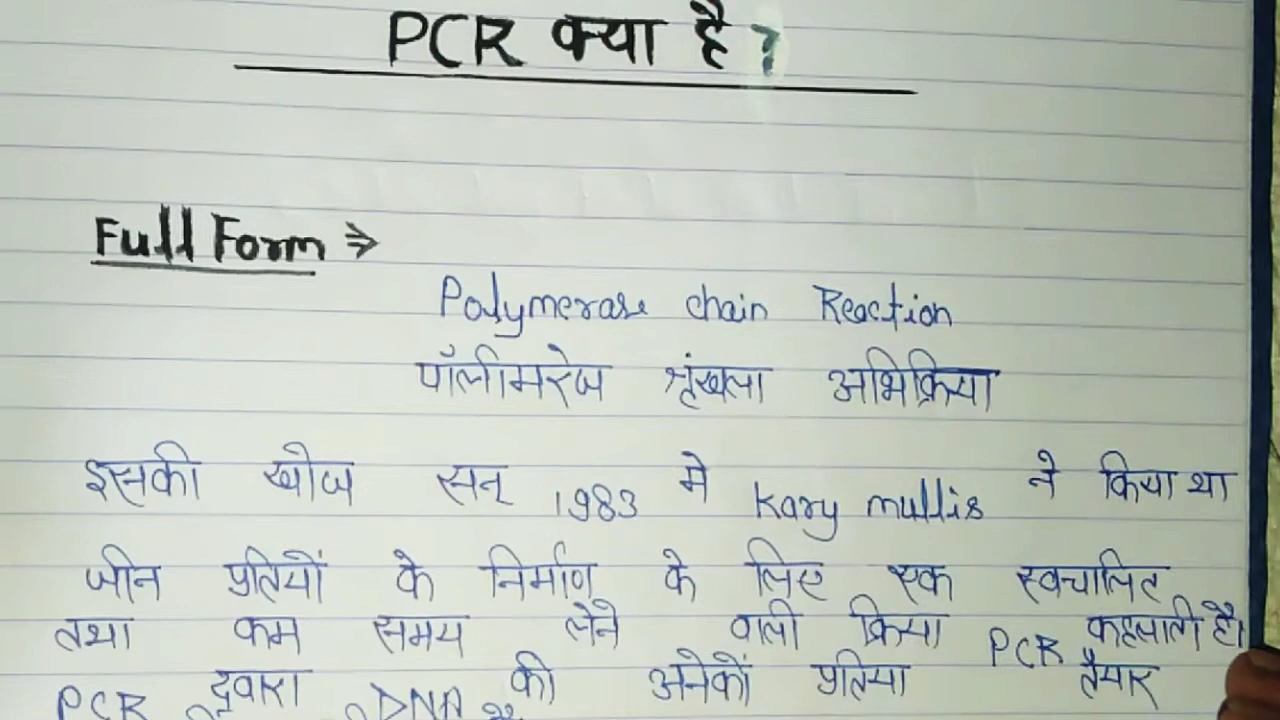 PCR क्या है ?
Full Form ⇒
Polymerase chain Reaction
पॉलीमरेज श्रृंखला अभिक्रिया
इसकी खोज सन् 1983 मे Kary mullis ने किया था
जीन प्रतियों के निर्माण के लिए एक स्वचालित
तथा कम समय लेने वाली क्रिया PCR कहलाती है।
PCR द्वारा DNA की अनेकों प्रतिया तैयार